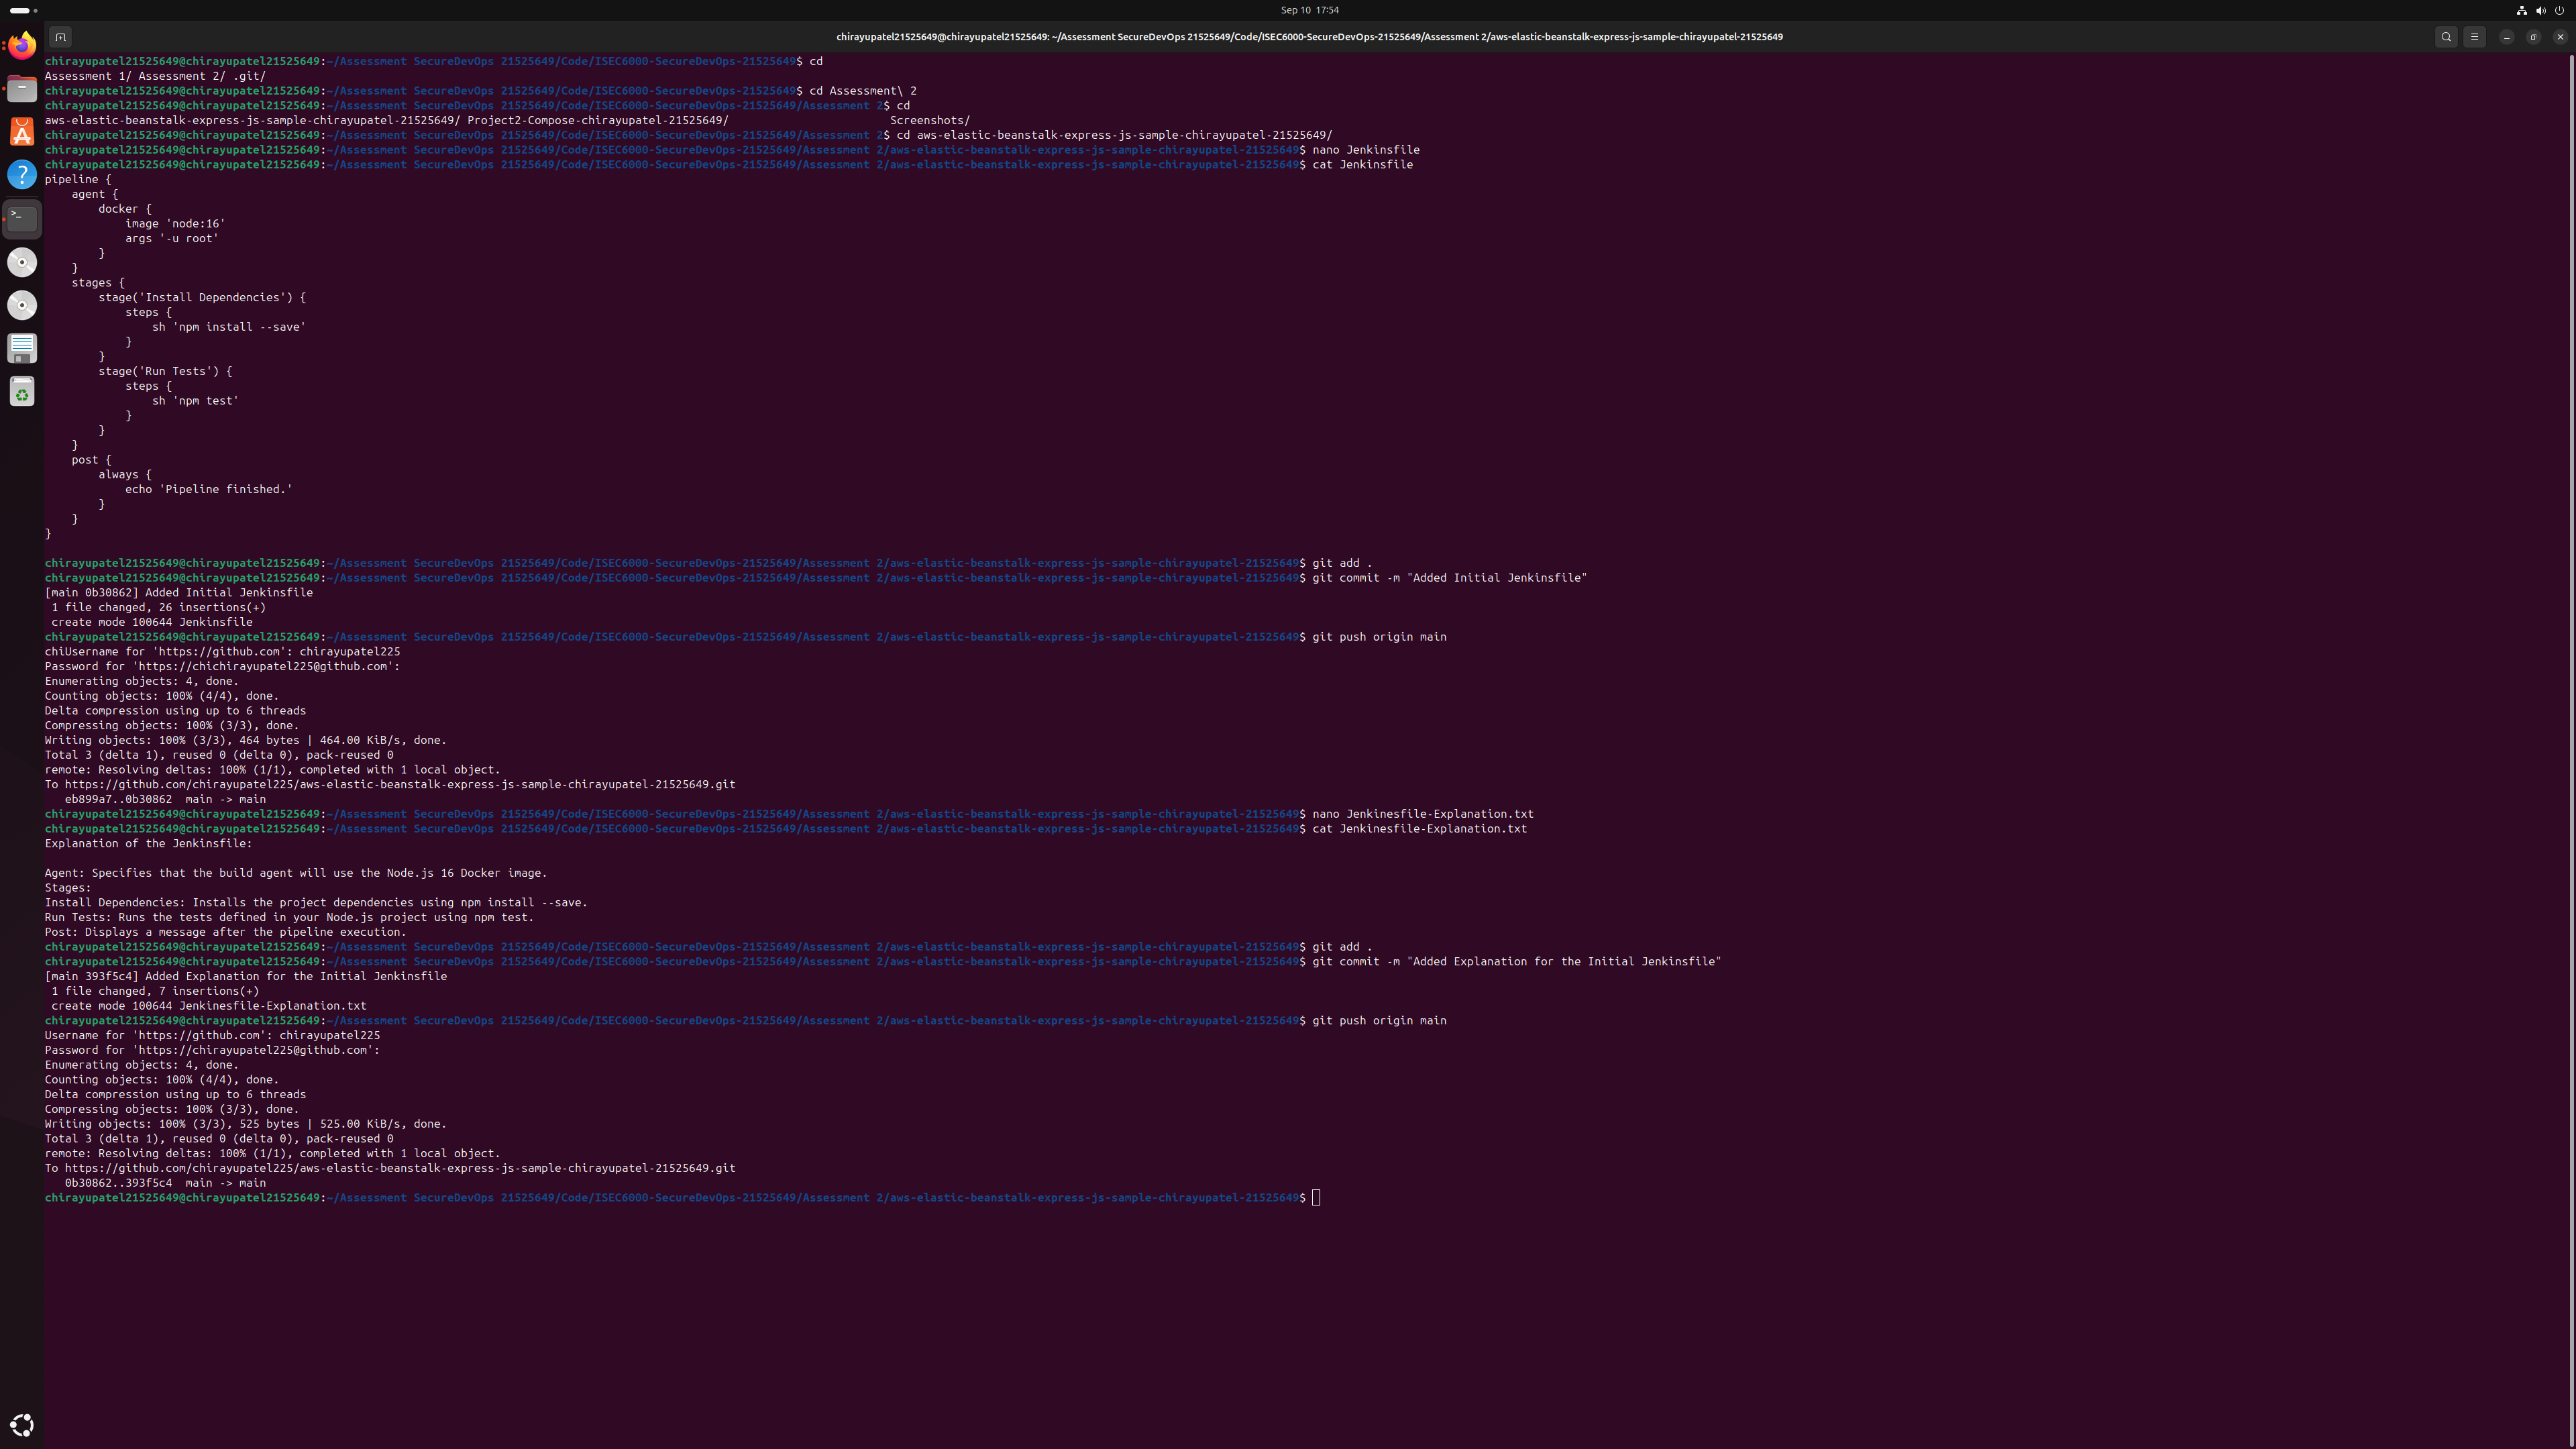 Sep 10 17:54
chirayupatel21525649@chirayupatel21525649: ~/Assessment SecureDevOps 21525649/Code/ISEC6000-SecureDevOps-21525649/Assessment 2/aws-elastic-beanstalk-express-js-sample-chirayupatel-21525649
chirayupatel21525649@chirayupatel21525649:~/Assessment SecureDevOps 21525649/Code/ISEC6000-SecureDevOps-21525649$ cd
Assessment 1/ Assessment 2/ .git/
chirayupatel21525649@chirayupatel21525649:~/Assessment SecureDevOps 21525649/Code/ISEC6000-SecureDevOps-21525649$ cd Assessment\ 2
chirayupatel21525649@chirayupatel21525649:~/Assessment SecureDevOps 21525649/Code/ISEC6000-SecureDevOps-21525649/Assessment 2$ cd
aws-elastic-beanstalk-express-js-sample-chirayupatel-21525649/ Project2-Compose-chirayupatel-21525649/ Screenshots/
chirayupatel21525649@chirayupatel21525649:~/Assessment SecureDevOps 21525649/Code/ISEC6000-SecureDevOps-21525649/Assessment 2$ cd aws-elastic-beanstalk-express-js-sample-chirayupatel-21525649/
chirayupatel21525649@chirayupatel21525649:~/Assessment SecureDevOps 21525649/Code/ISEC6000-SecureDevOps-21525649/Assessment 2/aws-elastic-beanstalk-express-js-sample-chirayupatel-21525649$ nano Jenkinsfile
chirayupatel21525649@chirayupatel21525649:~/Assessment SecureDevOps 21525649/Code/ISEC6000-SecureDevOps-21525649/Assessment 2/aws-elastic-beanstalk-express-js-sample-chirayupatel-21525649$ cat Jenkinsfile
pipeline {
    agent {
        docker {
            image 'node:16'
            args '-u root'
        }
    }
    stages {
        stage('Install Dependencies') {
            steps {
                sh 'npm install --save'
            }
        }
        stage('Run Tests') {
            steps {
                sh 'npm test'
            }
        }
    }
    post {
        always {
            echo 'Pipeline finished.'
        }
    }
}
chirayupatel21525649@chirayupatel21525649:~/Assessment SecureDevOps 21525649/Code/ISEC6000-SecureDevOps-21525649/Assessment 2/aws-elastic-beanstalk-express-js-sample-chirayupatel-21525649$ git add .
chirayupatel21525649@chirayupatel21525649:~/Assessment SecureDevOps 21525649/Code/ISEC6000-SecureDevOps-21525649/Assessment 2/aws-elastic-beanstalk-express-js-sample-chirayupatel-21525649$ git commit -m "Added Initial Jenkinsfile"
[main 0b30862] Added Initial Jenkinsfile
 1 file changed, 26 insertions(+)
 create mode 100644 Jenkinsfile
chirayupatel21525649@chirayupatel21525649:~/Assessment SecureDevOps 21525649/Code/ISEC6000-SecureDevOps-21525649/Assessment 2/aws-elastic-beanstalk-express-js-sample-chirayupatel-21525649$ git push origin main
chiUsername for 'https://github.com': chirayupatel225
Password for 'https://chichirayupatel225@github.com':
Enumerating objects: 4, done.
Counting objects: 100% (4/4), done.
Delta compression using up to 6 threads
Compressing objects: 100% (3/3), done.
Writing objects: 100% (3/3), 464 bytes | 464.00 KiB/s, done.
Total 3 (delta 1), reused 0 (delta 0), pack-reused 0
remote: Resolving deltas: 100% (1/1), completed with 1 local object.
To https://github.com/chirayupatel225/aws-elastic-beanstalk-express-js-sample-chirayupatel-21525649.git
   eb899a7..0b30862  main -> main
chirayupatel21525649@chirayupatel21525649:~/Assessment SecureDevOps 21525649/Code/ISEC6000-SecureDevOps-21525649/Assessment 2/aws-elastic-beanstalk-express-js-sample-chirayupatel-21525649$ nano Jenkinesfile-Explanation.txt
chirayupatel21525649@chirayupatel21525649:~/Assessment SecureDevOps 21525649/Code/ISEC6000-SecureDevOps-21525649/Assessment 2/aws-elastic-beanstalk-express-js-sample-chirayupatel-21525649$ cat Jenkinesfile-Explanation.txt
Explanation of the Jenkinsfile:
Agent: Specifies that the build agent will use the Node.js 16 Docker image.
Stages:
Install Dependencies: Installs the project dependencies using npm install --save.
Run Tests: Runs the tests defined in your Node.js project using npm test.
Post: Displays a message after the pipeline execution.
chirayupatel21525649@chirayupatel21525649:~/Assessment SecureDevOps 21525649/Code/ISEC6000-SecureDevOps-21525649/Assessment 2/aws-elastic-beanstalk-express-js-sample-chirayupatel-21525649$ git add .
chirayupatel21525649@chirayupatel21525649:~/Assessment SecureDevOps 21525649/Code/ISEC6000-SecureDevOps-21525649/Assessment 2/aws-elastic-beanstalk-express-js-sample-chirayupatel-21525649$ git commit -m "Added Explanation for the Initial Jenkinsfile"
[main 393f5c4] Added Explanation for the Initial Jenkinsfile
 1 file changed, 7 insertions(+)
 create mode 100644 Jenkinesfile-Explanation.txt
chirayupatel21525649@chirayupatel21525649:~/Assessment SecureDevOps 21525649/Code/ISEC6000-SecureDevOps-21525649/Assessment 2/aws-elastic-beanstalk-express-js-sample-chirayupatel-21525649$ git push origin main
Username for 'https://github.com': chirayupatel225
Password for 'https://chirayupatel225@github.com':
Enumerating objects: 4, done.
Counting objects: 100% (4/4), done.
Delta compression using up to 6 threads
Compressing objects: 100% (3/3), done.
Writing objects: 100% (3/3), 525 bytes | 525.00 KiB/s, done.
Total 3 (delta 1), reused 0 (delta 0), pack-reused 0
remote: Resolving deltas: 100% (1/1), completed with 1 local object.
To https://github.com/chirayupatel225/aws-elastic-beanstalk-express-js-sample-chirayupatel-21525649.git
   0b30862..393f5c4  main -> main
chirayupatel21525649@chirayupatel21525649:~/Assessment SecureDevOps 21525649/Code/ISEC6000-SecureDevOps-21525649/Assessment 2/aws-elastic-beanstalk-express-js-sample-chirayupatel-21525649$